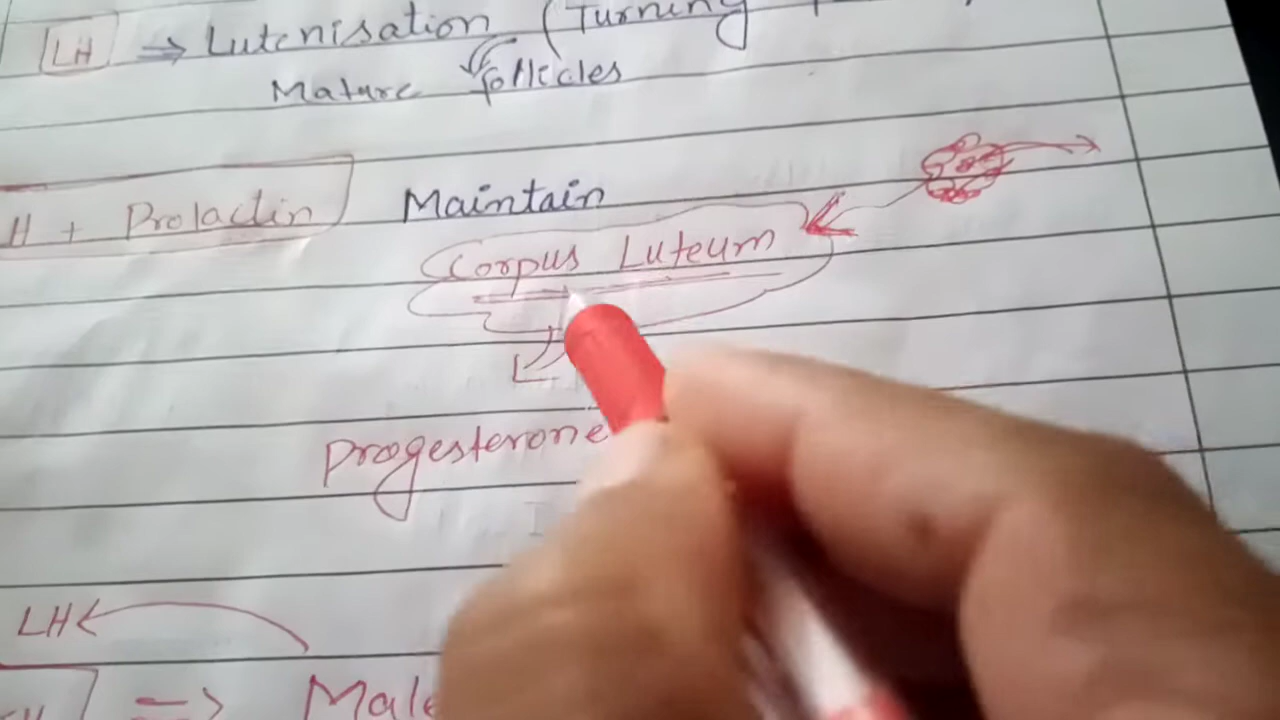 LH => Lutenisation (Turning
Mature follicles
H + Prolactin Maintain
Corpus Luteum
Progesterone
LH
=> Male